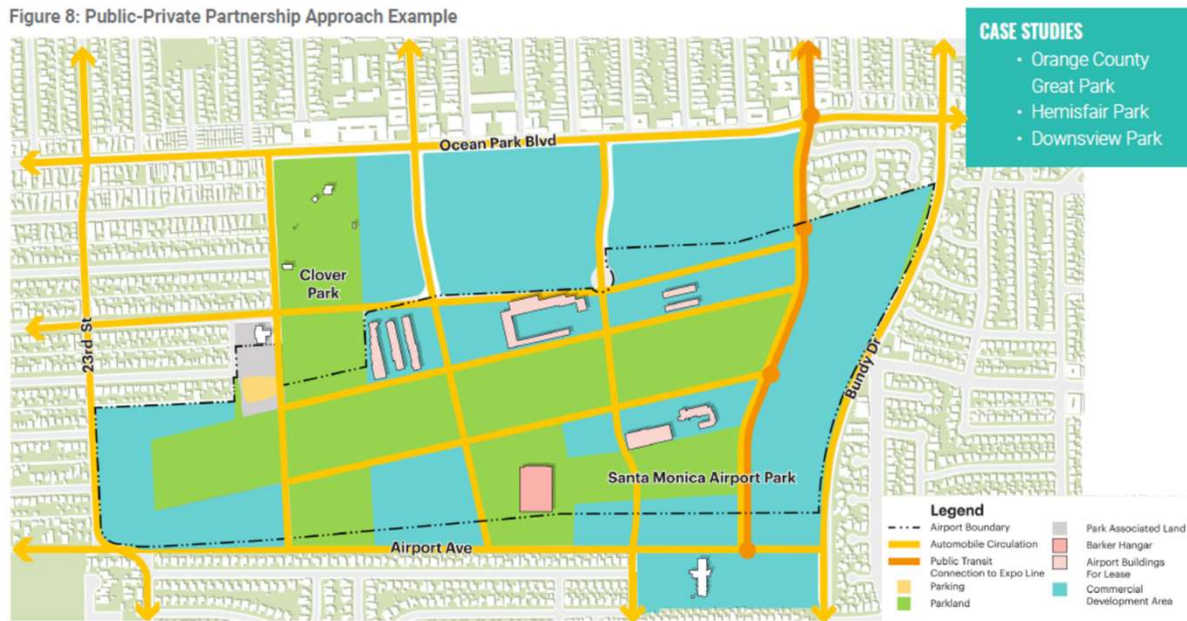 Figure 8: Public-Private Partnership Approach Example
CASE STUDIES
• Orange County
Great Park
• Hemisfair Park
• Downsview Park
Ocean Park Blvd
Clover
Park
23rd St
Bundy Dr
Santa Monica Airport Park
Airport Ave
Legend
Airport Boundary
Automobile Circulation
Public Transit
Connection to Expo Line
Parking
Parkland
Park Associated Land
Barker Hangar
Airport Buildings
For Lease
Commercial
Development Area